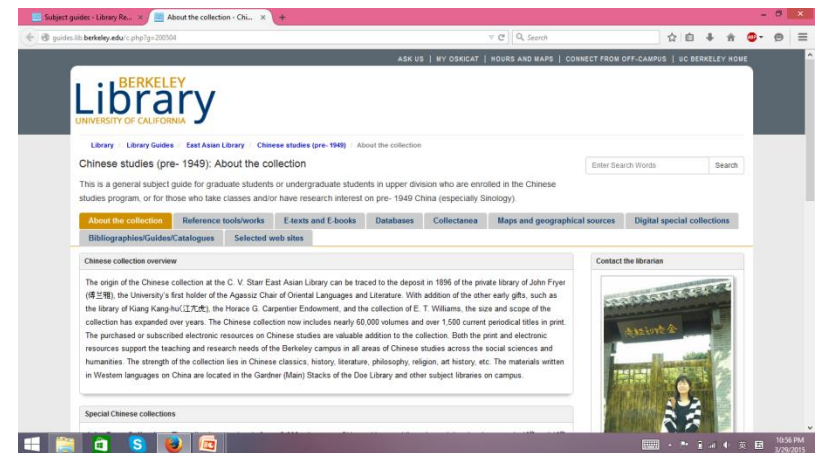 Subject guides - Library Re...
About the collection - Chi...
guides.lib.berkeley.edu/c.php?g=200504
Search
ASK US | MY OSKICAT | HOURS AND MAPS | CONNECT FROM OFF-CAMPUS | UC BERKELEY HOME
BERKELEY
Library
UNIVERSITY OF CALIFORNIA
Library / Library Guides / East Asian Library / Chinese studies (pre- 1949) / About the collection
Chinese studies (pre- 1949): About the collection
Enter Search Words
Search
This is a general subject guide for graduate students or undergraduate students in upper division who are enrolled in the Chinese
studies program, or for those who take classes and/or have research interest on pre- 1949 China (especially Sinology).
About the collection
Reference tools/works
E-texts and E-books
Databases
Collectanea
Maps and geographical sources
Digital special collections
Bibliographies/Guides/Catalogues
Selected web sites
Chinese collection overview
The origin of the Chinese collection at the C. V. Starr East Asian Library can be traced to the deposit in 1896 of the private library of John Fryer
(傅兰雅), the University's first holder of the Agassiz Chair of Oriental Languages and Literature. With addition of the other early gifts, such as
the library of Kiang Kang-hu(江亢虎), the Horace G. Carpentier Endowment, and the collection of E. T. Williams, the size and scope of the
collection has expanded over years. The Chinese collection now includes nearly 60,000 volumes and over 1,500 current periodical titles in print.
The purchased or subscribed electronic resources on Chinese studies are valuable addition to the collection. Both the print and electronic
resources support the teaching and research needs of the Berkeley campus in all areas of Chinese studies across the social sciences and
humanities. The strength of the collection lies in Chinese classics, history, literature, philosophy, religion, art history, etc. The materials written
in Western languages on China are located in the Gardner (Main) Stacks of the Doe Library and other subject libraries on campus.
Contact the librarian
Special Chinese collections
10:56 PM
3/29/2015